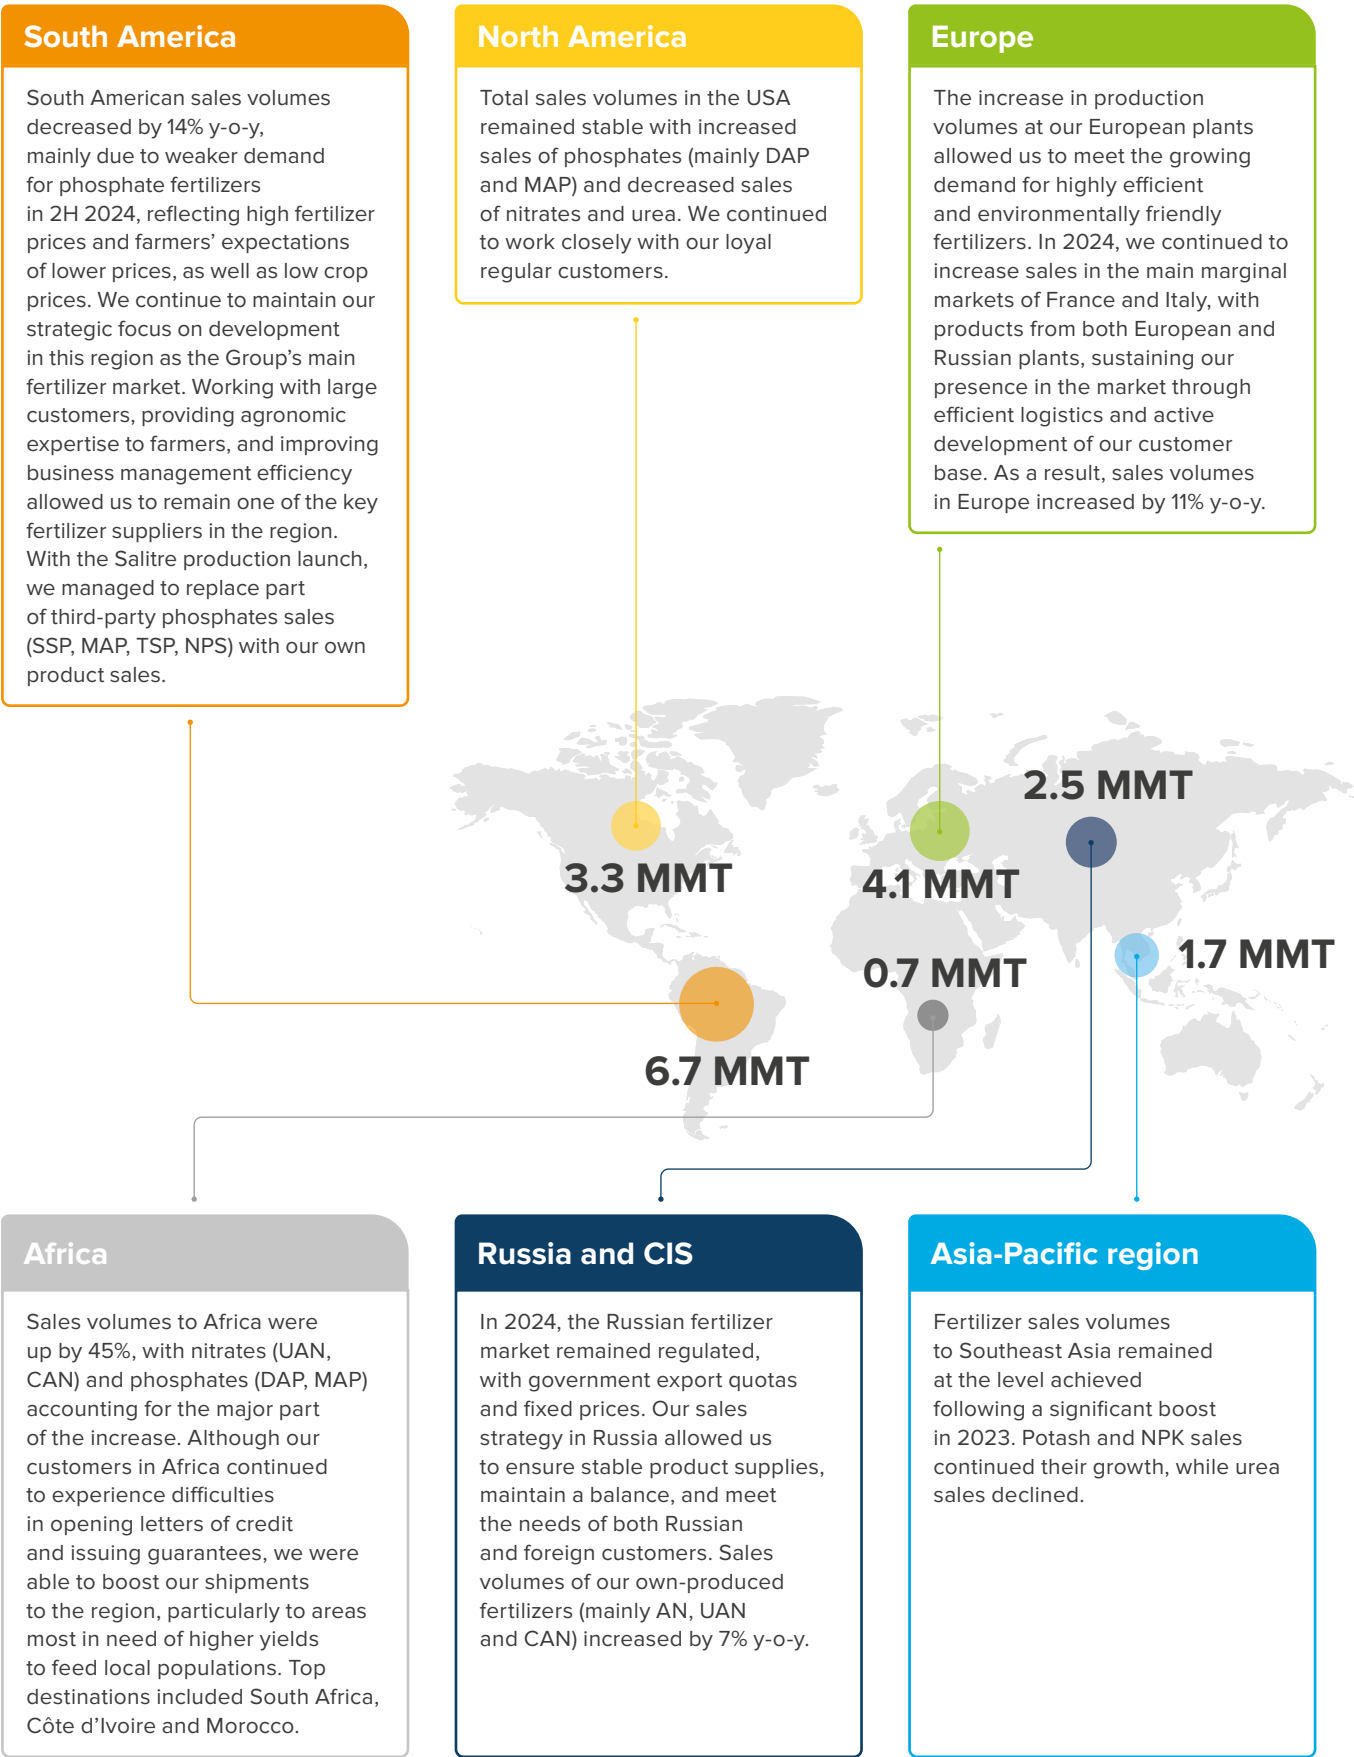 South America
South American sales volumes
decreased by 14% y-o-y,
mainly due to weaker demand
for phosphate fertilizers
in 2H 2024, reflecting high fertilizer
prices and farmers’ expectations
of lower prices, as well as low crop
prices. We continue to maintain our
strategic focus on development
in this region as the Group’s main
fertilizer market. Working with large
customers, providing agronomic
expertise to farmers, and improving
business management efficiency
allowed us to remain one of the key
fertilizer suppliers in the region.
With the Salitre production launch,
we managed to replace part
of third-party phosphates sales
(SSP, MAP, TSP, NPS) with our own
product sales.
North America
Total sales volumes in the USA
remained stable with increased
sales of phosphates (mainly DAP
and MAP) and decreased sales
of nitrates and urea. We continued
to work closely with our loyal
regular customers.
Europe
The increase in production
volumes at our European plants
allowed us to meet the growing
demand for highly efficient
and environmentally friendly
fertilizers. In 2024, we continued to
increase sales in the main marginal
markets of France and Italy, with
products from both European and
Russian plants, sustaining our
presence in the market through
efficient logistics and active
development of our customer
base. As a result, sales volumes
in Europe increased by 11% y-o-y.
2.5 MMT
3.3 MMT
4.1 MMT
1.7 MMT
0.7 MMT
6.7 MMT
Africa
Sales volumes to Africa were
up by 45%, with nitrates (UAN,
CAN) and phosphates (DAP, MAP)
accounting for the major part
of the increase. Although our
customers in Africa continued
to experience difficulties
in opening letters of credit
and issuing guarantees, we were
able to boost our shipments
to the region, particularly to areas
most in need of higher yields
to feed local populations. Top
destinations included South Africa,
Côte d’Ivoire and Morocco.
Russia and CIS
In 2024, the Russian fertilizer
market remained regulated,
with government export quotas
and fixed prices. Our sales
strategy in Russia allowed us
to ensure stable product supplies,
maintain a balance, and meet
the needs of both Russian
and foreign customers. Sales
volumes of our own-produced
fertilizers (mainly AN, UAN
and CAN) increased by 7% y-o-y.
Asia-Pacific region
Fertilizer sales volumes
to Southeast Asia remained
at the level achieved
following a significant boost
in 2023. Potash and NPK sales
continued their growth, while urea
sales declined.